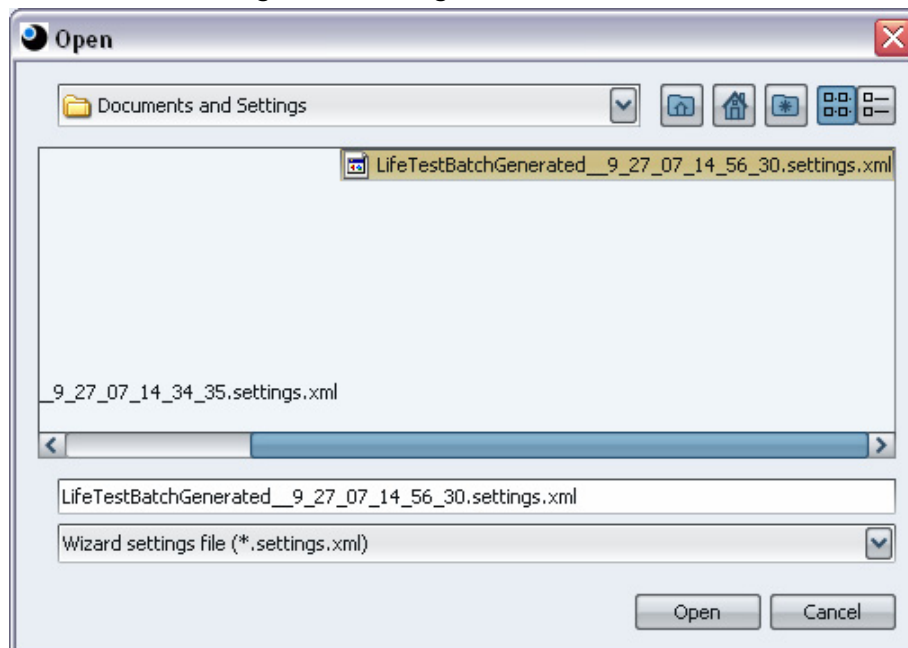 Open
Documents and Settings
LifeTestBatchGenerated__9_27_07_14_56_30.settings.xml
_9_27_07_14_34_35.settings.xml
LifeTestBatchGenerated__9_27_07_14_56_30.settings.xml
Wizard settings file (*.settings.xml)
Open Cancel